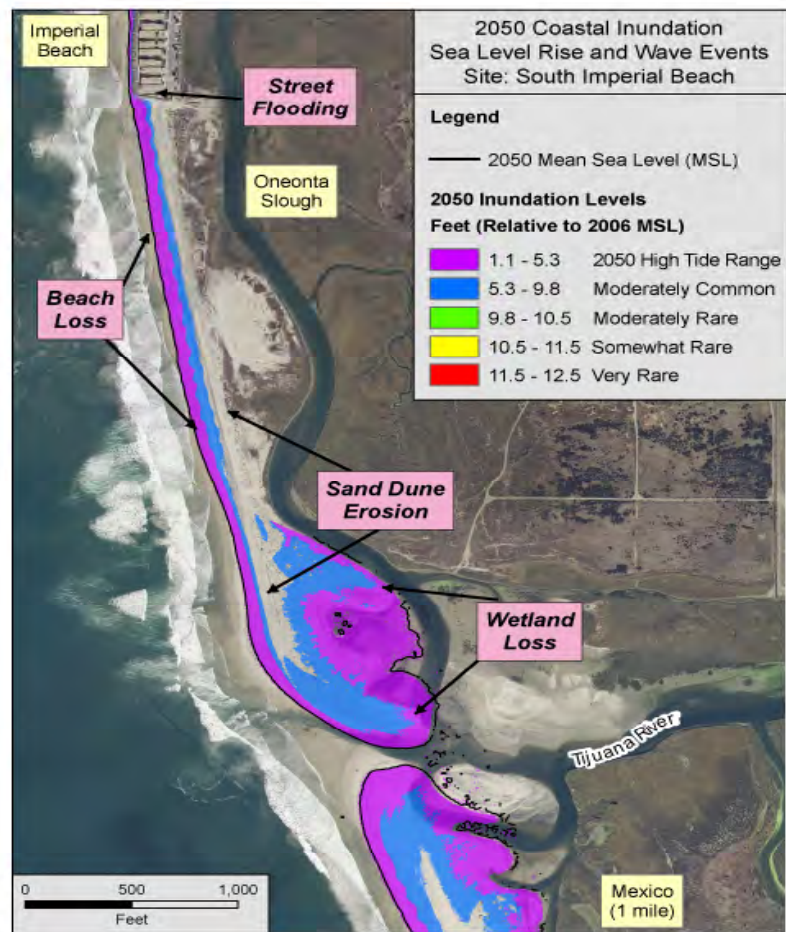 Imperial
Beach
Street
Flooding
Oneonta
Slough
Beach
Loss
Sand Dune
Erosion
Wetland
Loss
Tijuana River
Mexico
(1 mile)
0 500 1,000
Feet
2050 Coastal Inundation
Sea Level Rise and Wave Events
Site: South Imperial Beach
Legend
2050 Mean Sea Level (MSL)
2050 Inundation Levels
Feet (Relative to 2006 MSL)
1.1 - 5.3 2050 High Tide Range
5.3 - 9.8 Moderately Common
9.8 - 10.5 Moderately Rare
10.5 - 11.5 Somewhat Rare
11.5 - 12.5 Very Rare